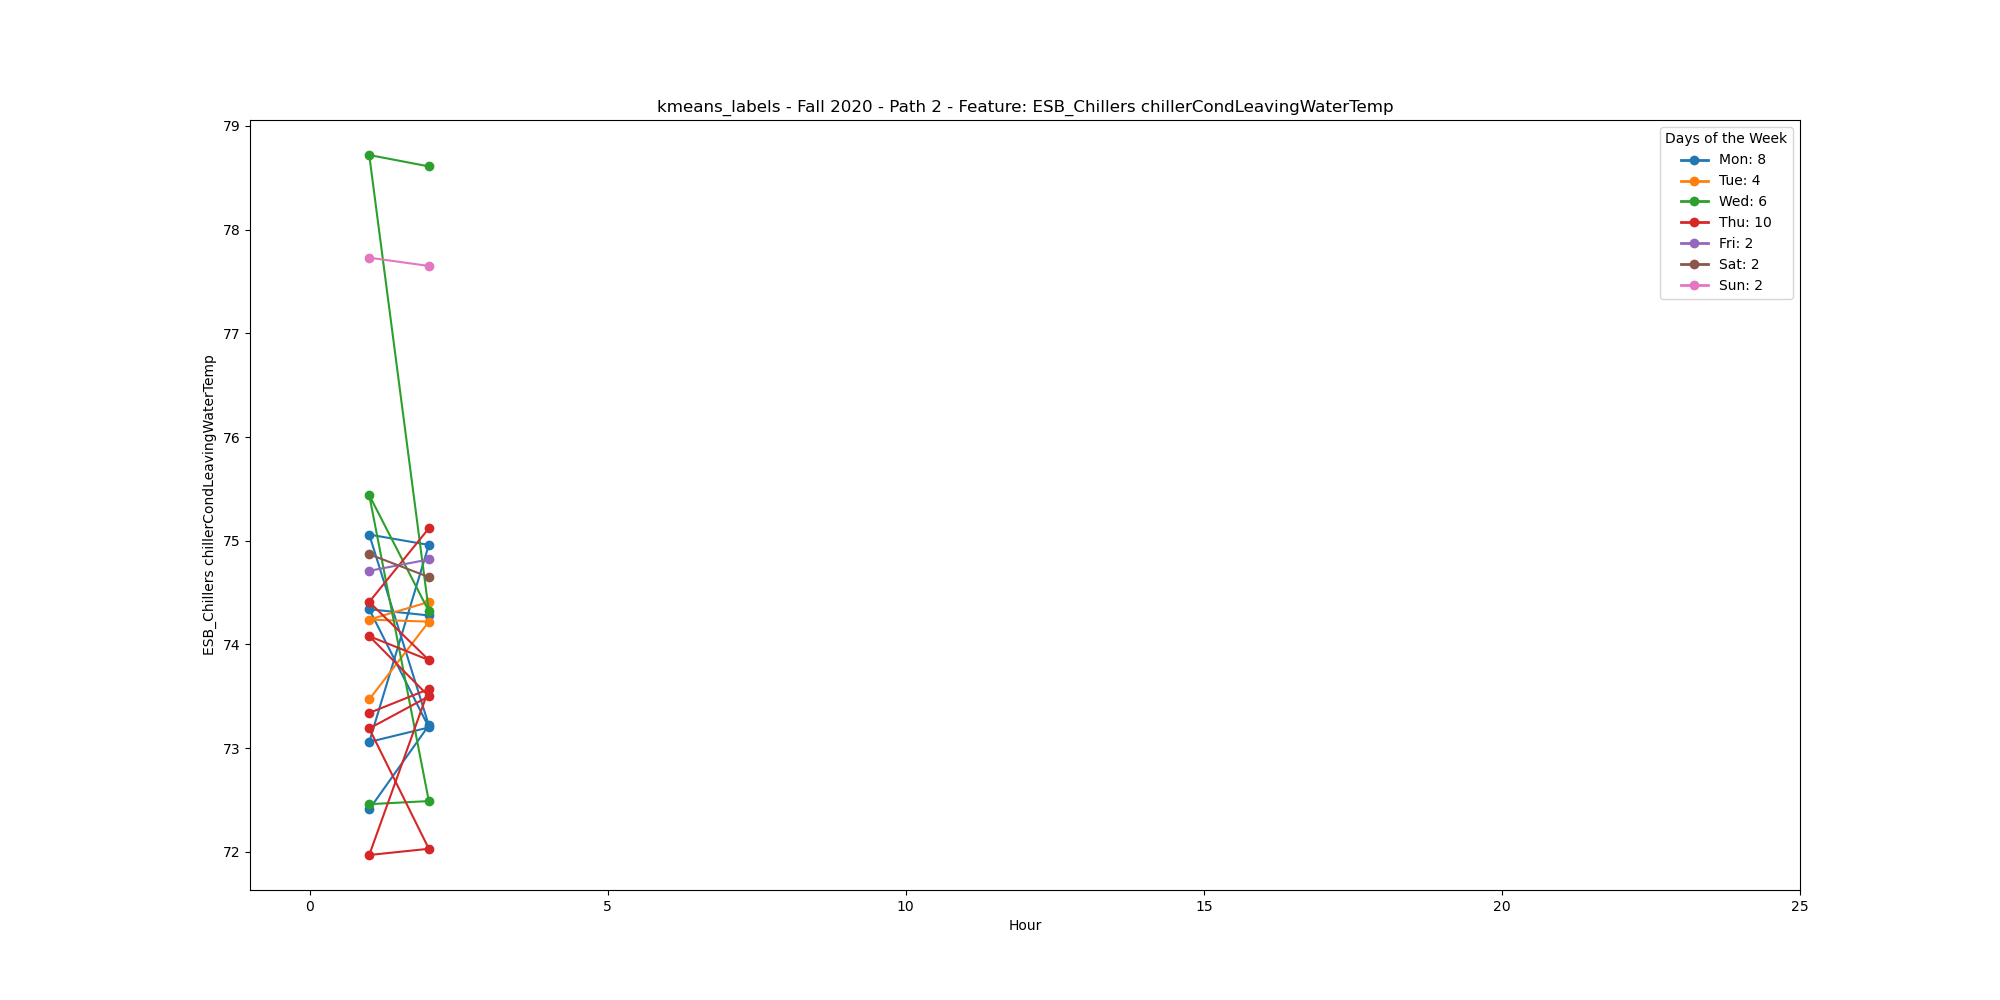 kmeans_labels - Fall 2020 - Path 2 - Feature: ESB_Chillers chillerCondLeavingWaterTemp
79
78
77
76
75
74
73
72
ESB_Chillers chillerCondLeavingWaterTemp
Days of the Week
Mon: 8
Tue: 4
Wed: 6
Thu: 10
Fri: 2
Sat: 2
Sun: 2
0 5 10 15 20 25
Hour